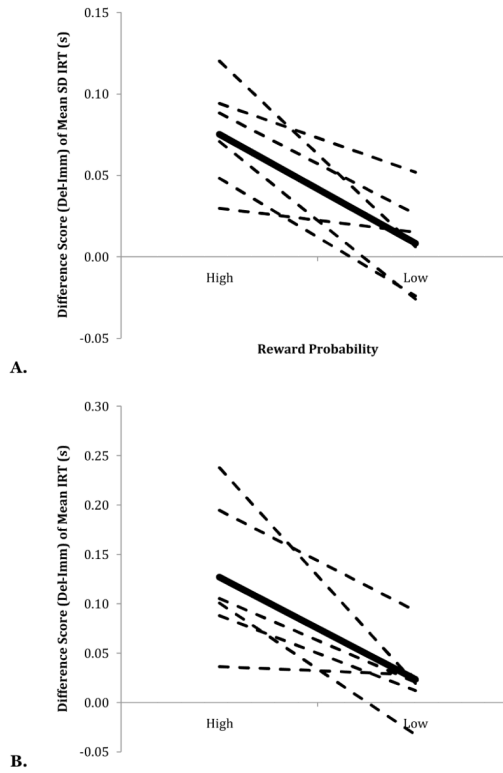 Difference Score (Del-Imm) of Mean SD IRT (s)
0.15
0.10
0.05
0.00
-0.05
High
Low
Reward Probability
A.
Difference Score (Del-Imm) of Mean IRT (s)
0.30
0.25
0.20
0.15
0.10
0.05
0.00
-0.05
High
Low
B.